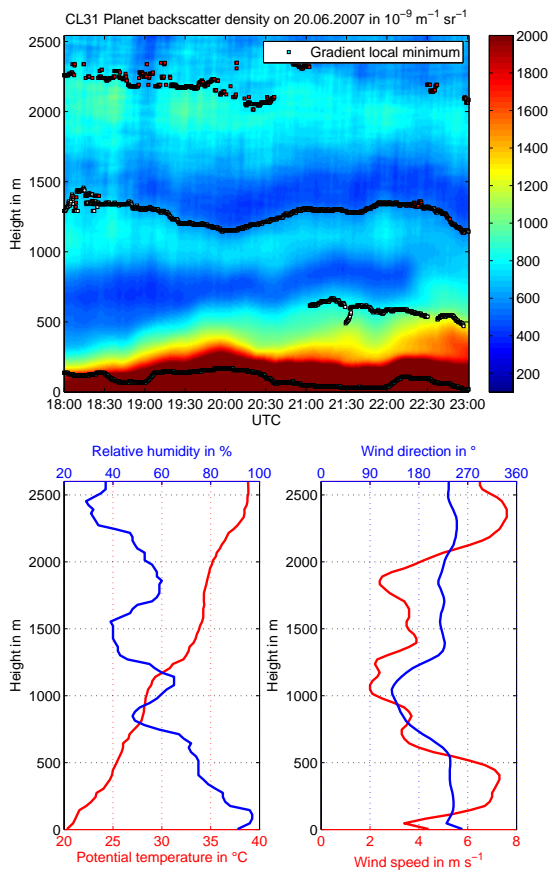 CL31 Planet backscatter density on 20.06.2007 in 10⁻⁹ m⁻¹ sr⁻¹
Gradient local minimum
Height in m
2500
2000
1500
1000
500
0
18:00 18:30 19:00 19:30 20:00 20:30 21:00 21:30 22:00 22:30 23:00
UTC
2000
1800
1600
1400
1200
1000
800
600
400
200
Relative humidity in %
20 40 60 80 100
Height in m
2500
2000
1500
1000
500
0
20 25 30 35 40
Potential temperature in °C
Wind direction in °
0 90 180 270 360
Height in m
2500
2000
1500
1000
500
0
0 2 4 6 8
Wind speed in m s⁻¹